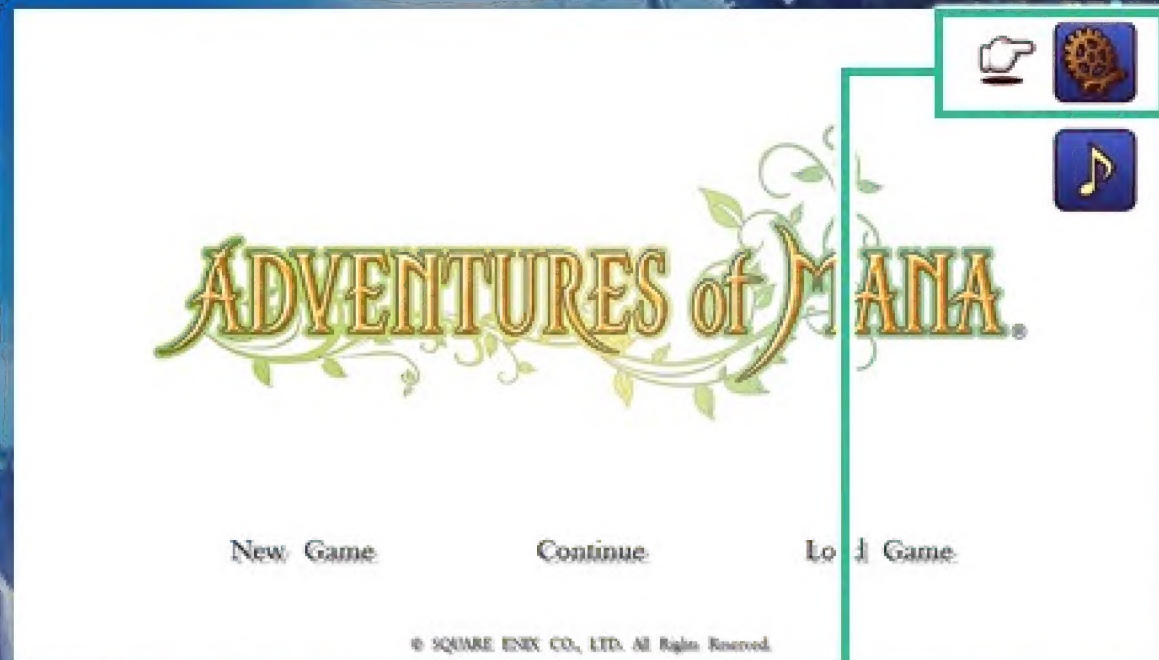 ADVENTURES of MANA®
New Game Continue Load Game
© SQUARE ENIX CO., LTD. All Rights Reserved.